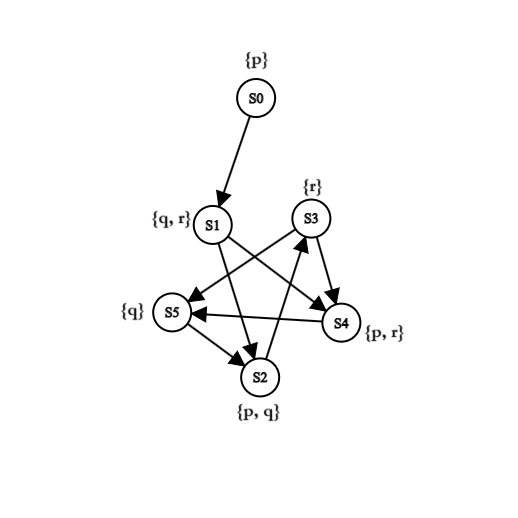 {p}
S0
{r}
{q, r} S1
S3
{q} S5
S4 {p, r}
S2
{p, q}